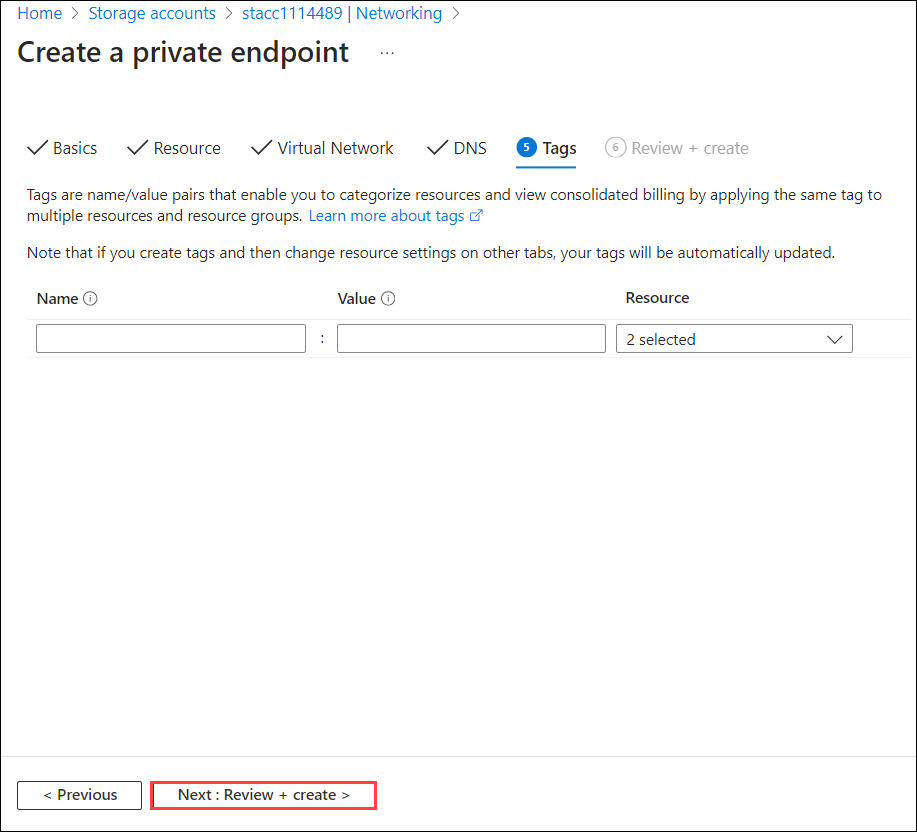 Home > Storage accounts > stacc1114489 | Networking >
Create a private endpoint ...
Basics Resource Virtual Network DNS 5 Tags 6 Review + create
Tags are name/value pairs that enable you to categorize resources and view consolidated billing by applying the same tag to
multiple resources and resource groups. Learn more about tags
Note that if you create tags and then change resource settings on other tabs, your tags will be automatically updated.
Name Value Resource
: 2 selected
< Previous Next : Review + create >